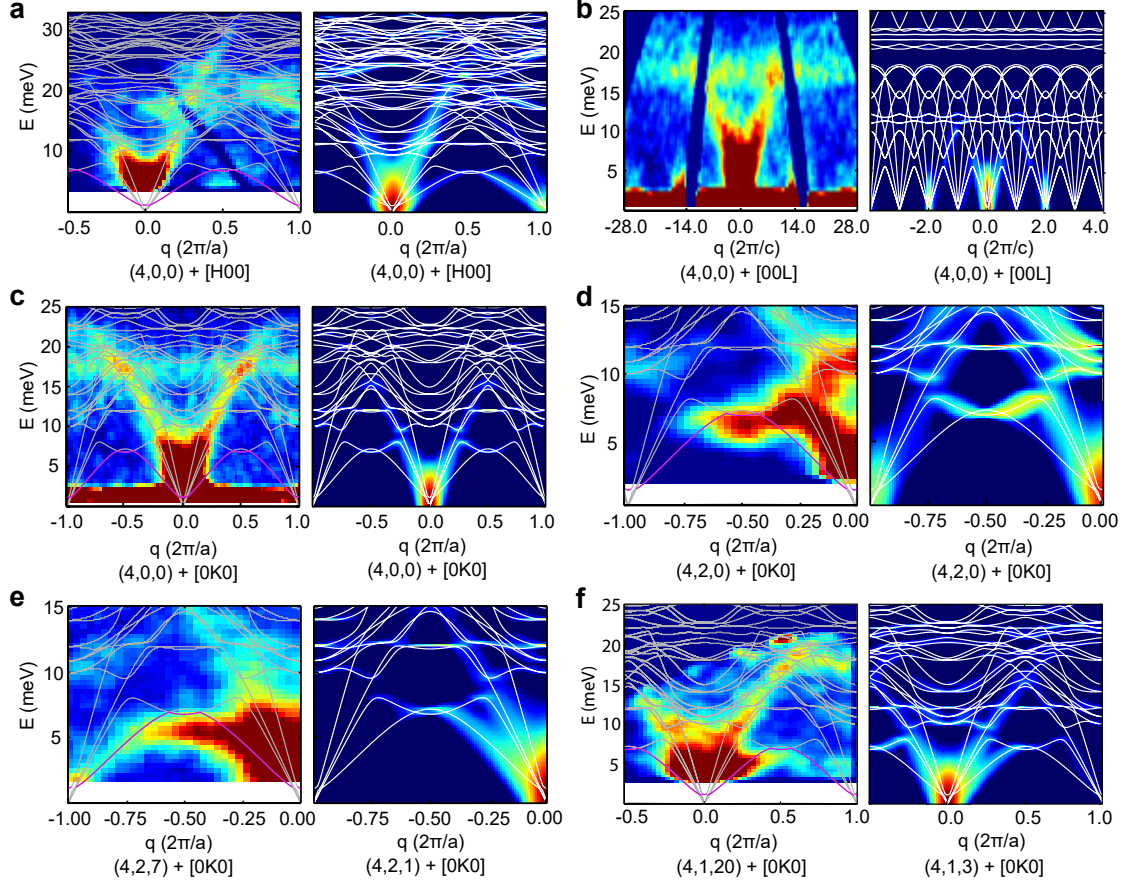 a
E (meV)
30
20
10
-0.5 0.0 0.5 1.0 0.0 0.5 1.0
q (2π/a) q (2π/a)
(4,0,0) + [H00] (4,0,0) + [H00]
b
E (meV)
25
20
15
10
5
-28.0 -14.0 0.0 14.0 28.0 -2.0 0.0 2.0 4.0
q (2π/c) q (2π/c)
(4,0,0) + [00L] (4,0,0) + [00L]
c
E (meV)
25
20
15
10
5
-1.0 -0.5 0.0 0.5 1.0 -0.5 0.0 0.5 1.0
q (2π/a) q (2π/a)
(4,0,0) + [0K0] (4,0,0) + [0K0]
d
E (meV)
15
10
5
-1.00 -0.75 -0.50 0.25 0.00 -0.75 -0.50 -0.25 0.00
q (2π/a) q (2π/a)
(4,2,0) + [0K0] (4,2,0) + [0K0]
e
E (meV)
15
10
5
-1.00 -0.75 -0.50 -0.25 0.00 -0.75 -0.50 -0.25 0.00
q (2π/a) q (2π/a)
(4,2,7) + [0K0] (4,2,1) + [0K0]
f
E (meV)
25
20
15
10
5
-0.5 0.0 0.5 1.0 0.0 0.5 1.0
q (2π/a) q (2π/a)
(4,1,20) + [0K0] (4,1,3) + [0K0]